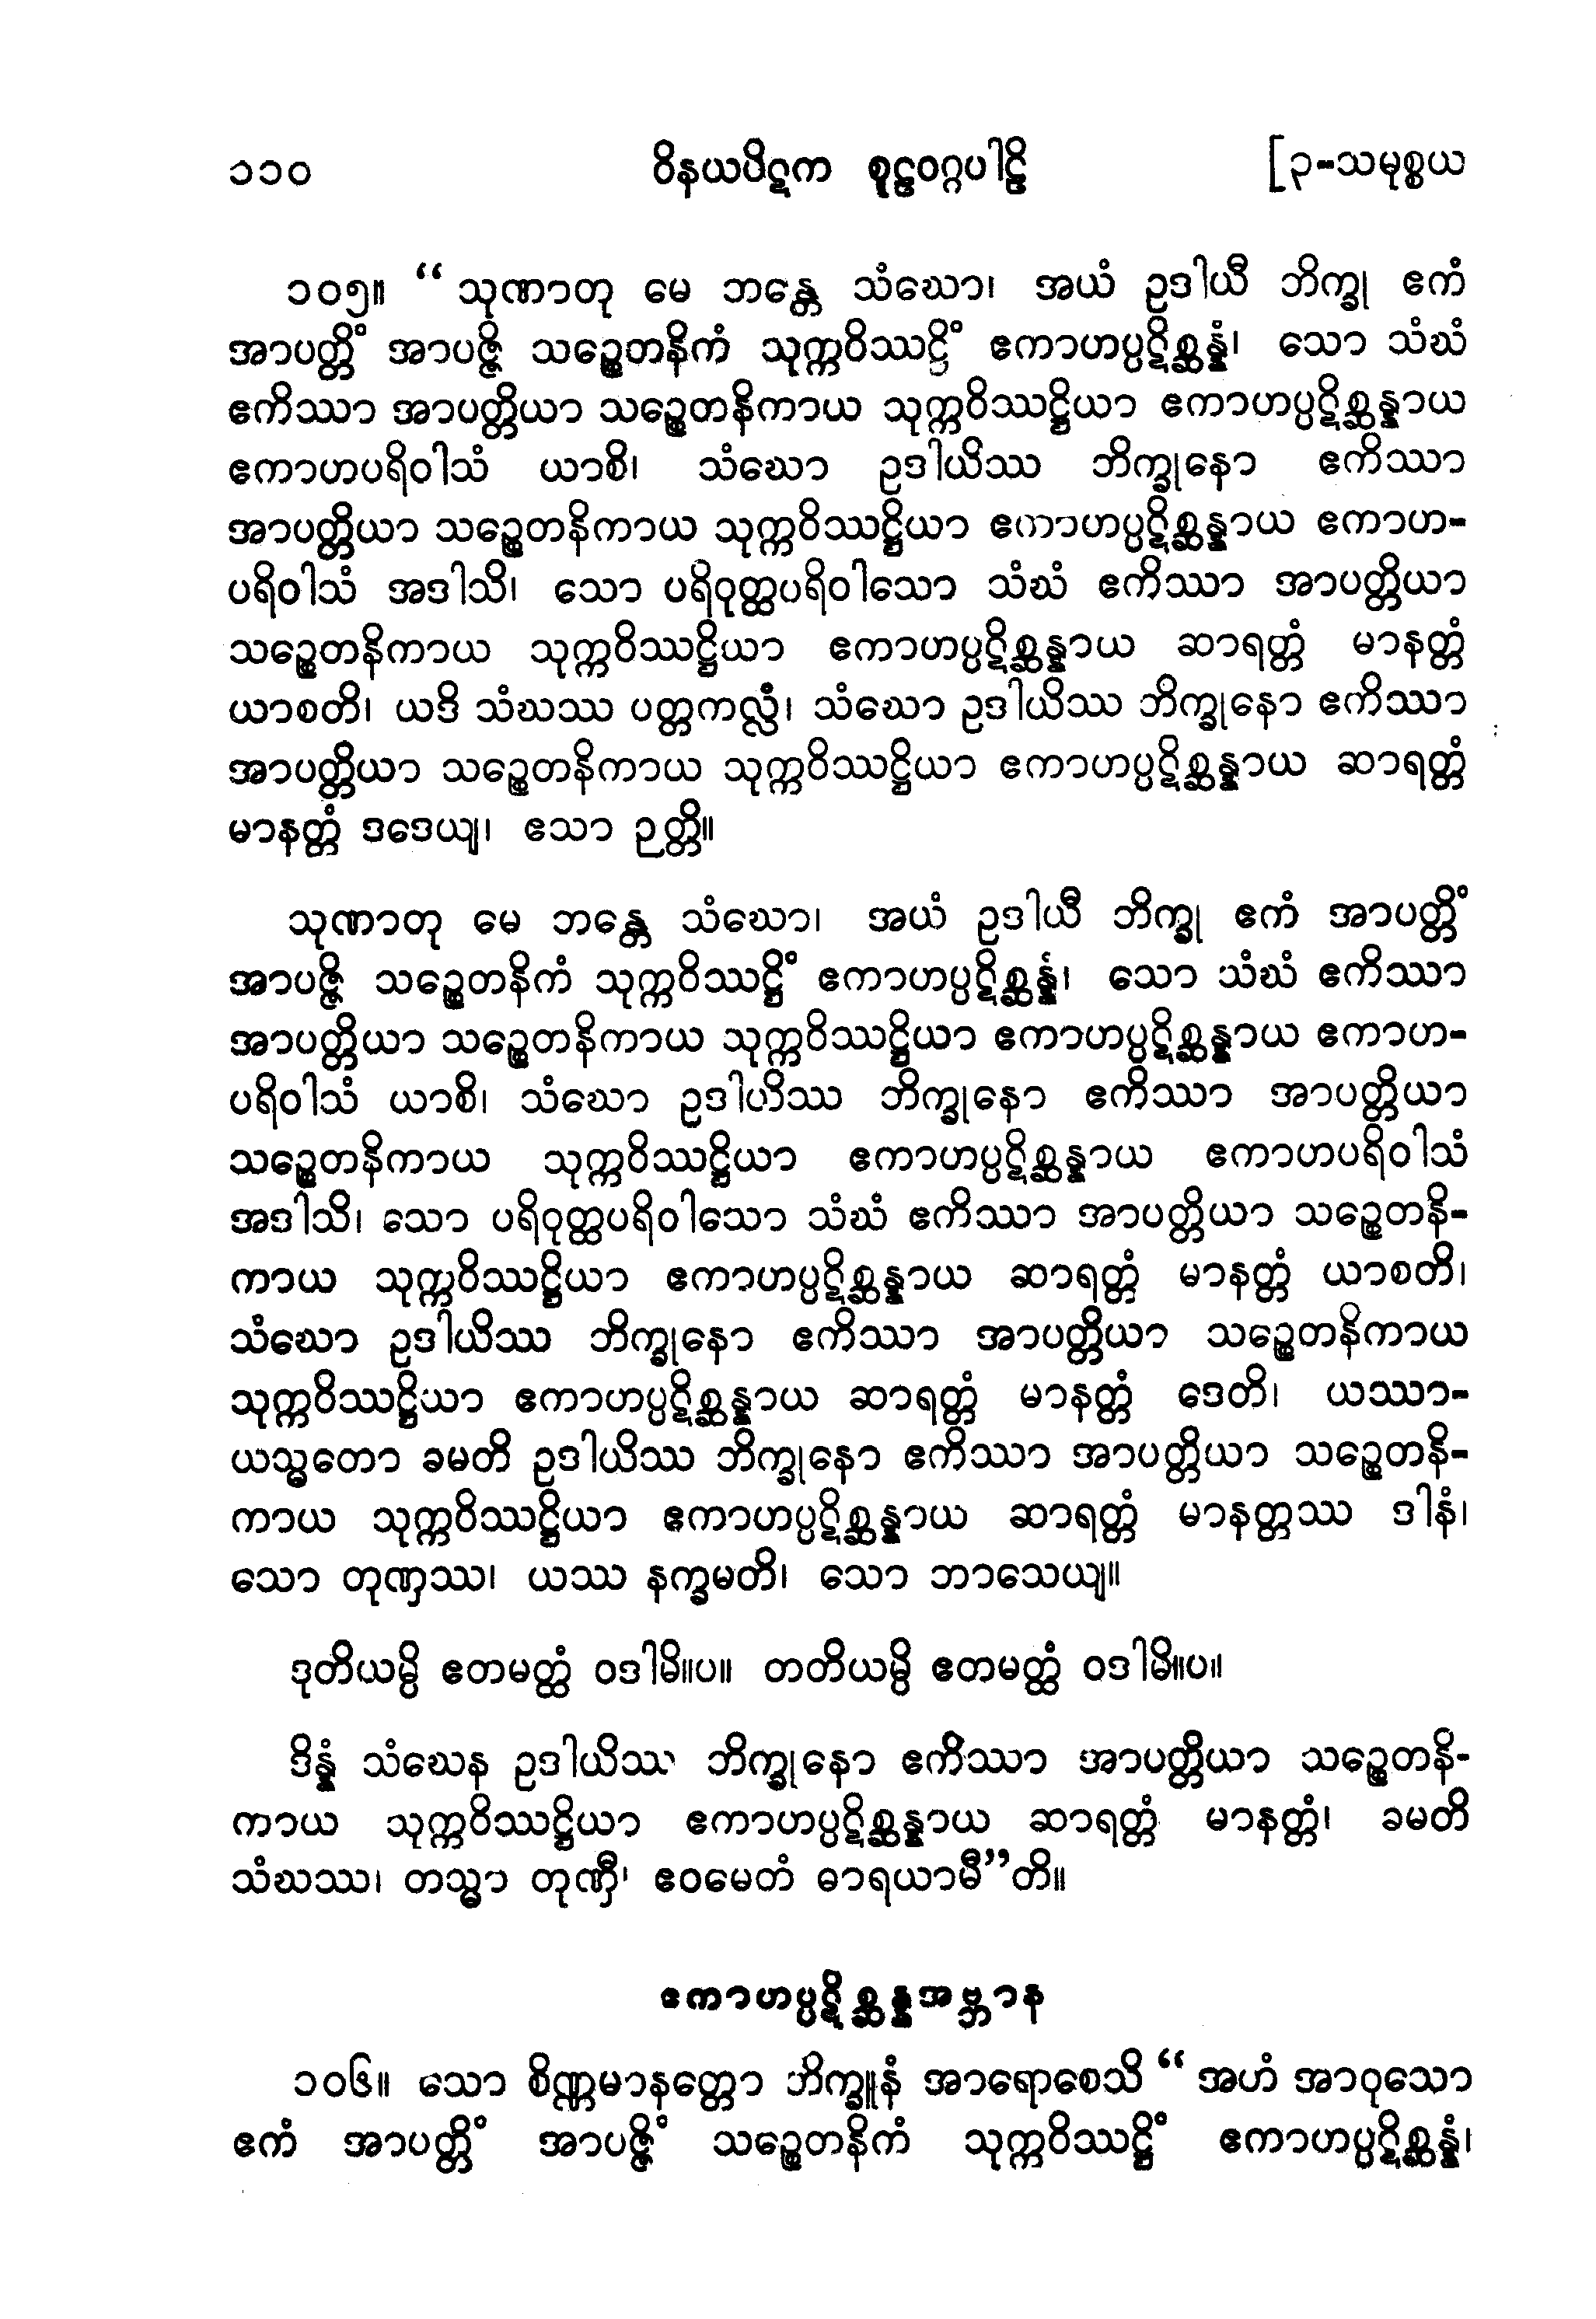 ၁၁၀ ဝိနယပိဋက စူဠဝဂ္ဂပါဠိ [၃-သမုစ္စယ
၁၀၅။ “ သုဏာတု မေ ဘန္တေ သံဃော၊ အယံ ဥဒါယီ ဘိက္ခု ဧကံ
အာပတ္တိံ အာပဇ္ဇိ သဉ္စေတနိကံ သုက္ကဝိဿဋ္ဌိံ ဧကာဟပ္ပဋိစ္ဆန္နံ၊ သော သံဃံ
ဧကိဿာ အာပတ္တိယာ သဉ္စေတနိကာယ သုက္ကဝိဿဋ္ဌိယာ ဧကာဟပ္ပဋိစ္ဆန္နာယ
ဧကာဟပရိဝါသံ ယာစိ၊ သံဃော ဥဒါယိဿ ဘိက္ခုနော ဧကိဿာ
အာပတ္တိယာ သဉ္စေတနိကာယ သုက္ကဝိဿဋ္ဌိယာ ဧကာဟပ္ပဋိစ္ဆန္နာယ ဧကာဟ-
ပရိဝါသံ အဒါသိ၊ သော ပရိဝုတ္ထပရိဝါသော သံဃံ ဧကိဿာ အာပတ္တိယာ
သဉ္စေတနိကာယ သုက္ကဝိဿဋ္ဌိယာ ဧကာဟပ္ပဋိစ္ဆန္နာယ ဆာရတ္တံ မာနတ္တံ
ယာစတိ၊ ယဒိ သံဃဿ ပတ္တကလ္လံ၊ သံဃော ဥဒါယိဿ ဘိက္ခုနော ဧကိဿာ
အာပတ္တိယာ သဉ္စေတနိကာယ သုက္ကဝိဿဋ္ဌိယာ ဧကာဟပ္ပဋိစ္ဆန္နာယ ဆာရတ္တံ
မာနတ္တံ ဒဒေယျ၊ ဧသာ ဉတ္တိ။
သုဏာတု မေ ဘန္တေ သံဃော၊ အယံ ဥဒါယီ ဘိက္ခု ဧကံ အာပတ္တိံ
အာပဇ္ဇိ သဉ္စေတနိကံ သုက္ကဝိဿဋ္ဌိံ ဧကာဟပ္ပဋိစ္ဆန္နံ၊ သော သံဃံ ဧကိဿာ
အာပတ္တိယာ သဉ္စေတနိကာယ သုက္ကဝိဿဋ္ဌိယာ ဧကာဟပ္ပဋိစ္ဆန္နာယ ဧကာဟ-
ပရိဝါသံ ယာစိ၊ သံဃော ဥဒါယိဿ ဘိက္ခုနော ဧကိဿာ အာပတ္တိယာ
သဉ္စေတနိကာယ သုက္ကဝိဿဋ္ဌိယာ ဧကာဟပ္ပဋိစ္ဆန္နာယ ဧကာဟပရိဝါသံ
အဒါသိ၊ သော ပရိဝုတ္ထပရိဝါသော သံဃံ ဧကိဿာ အာပတ္တိယာ သဉ္စေတနိ-
ကာယ သုက္ကဝိဿဋ္ဌိယာ ဧကာဟပ္ပဋိစ္ဆန္နာယ ဆာရတ္တံ မာနတ္တံ ယာစတိ၊
သံဃော ဥဒါယိဿ ဘိက္ခုနော ဧကိဿာ အာပတ္တိယာ သဉ္စေတနိကာယ
သုက္ကဝိဿဋ္ဌိယာ ဧကာဟပ္ပဋိစ္ဆန္နာယ ဆာရတ္တံ မာနတ္တံ ဒေတိ၊ ယဿာ-
ယသ္မတော ခမတိ ဥဒါယိဿ ဘိက္ခုနော ဧကိဿာ အာပတ္တိယာ သဉ္စေတနိ-
ကာယ သုက္ကဝိဿဋ္ဌိယာ ဧကာဟပ္ပဋိစ္ဆန္နာယ ဆာရတ္တံ မာနတ္တဿ ဒါနံ၊
သော တုဏှဿ၊ ယဿ နက္ခမတိ၊ သော ဘာသေယျ။
ဒုတိယမ္ပိ ဧတမတ္ထံ ဝဒါမိ။ပ။ တတိယမ္ပိ ဧတမတ္ထံ ဝဒါမိ။ပ။
ဒိန္နံ သံဃေန ဥဒါယိဿ ဘိက္ခုနော ဧကိဿာ အာပတ္တိယာ သဉ္စေတနိ-
ကာယ သုက္ကဝိဿဋ္ဌိယာ ဧကာဟပ္ပဋိစ္ဆန္နာယ ဆာရတ္တံ မာနတ္တံ၊ ခမတိ
သံဃဿ၊ တသ္မာ တုဏှီ၊ ဧဝမေတံ ဓာရယာမီ”တိ။
ဧကာဟပ္ပဋိစ္ဆန္နအဗ္ဘာန
၁၀၆။ သော စိဏ္ဏမာနတ္တော ဘိက္ခူနံ အာရောစေသိ “ အဟံ အာဝုသော
ဧကံ အာပတ္တိံ အာပဇ္ဇိံ သဉ္စေတနိကံ သုက္ကဝိဿဋ္ဌိံ ဧကာဟပ္ပဋိစ္ဆန္နံ၊